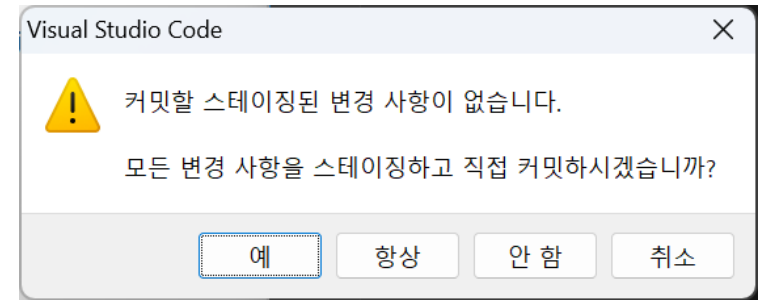 Visual Studio Code
커밋할 스테이징된 변경 사항이 없습니다.
모든 변경 사항을 스테이징하고 직접 커밋하시겠습니까?
예 항상 안 함 취소